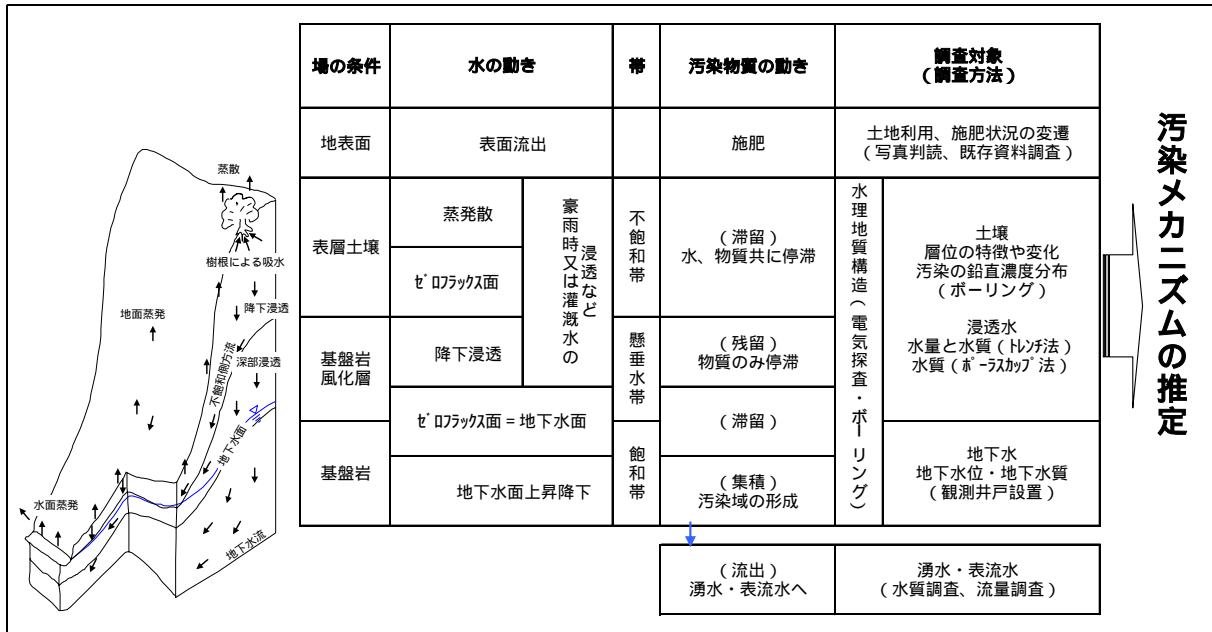 場の条件
水の動き
帯
汚染物質の動き
調査対象
(調査方法)
地表面
表面流出
施肥
土地利用、施肥状況の変遷
(写真判読、既存資料調査)
表層土壌
蒸発散
ゼロフラックス面
豪雨時又は灌漑水の
浸透など
不飽和帯
(滞留)
水、物質共に停滞
水理地質構造(電気探査・ボーリング)
土壌
層位の特徴や変化
汚染の鉛直濃度分布
(ボーリング)
浸透水
水量と水質(トレンチ法)
水質(ポーラスカップ法)
基盤岩
風化層
降下浸透
懸垂水帯
(残留)
物質のみ停滞
ゼロフラックス面=地下水面
(滞留)
基盤岩
地下水面上昇降下
飽和帯
(集積)
汚染域の形成
地下水
地下水位・地下水質
(観測井戸設置)
(流出)
湧水・表流水へ
湧水・表流水
(水質調査、流量調査)
汚染メカニズムの推定
蒸散
樹根による吸水
地面蒸発
降下浸透
不飽和側方流
深部浸透
地下水面
水面蒸発
地下水流